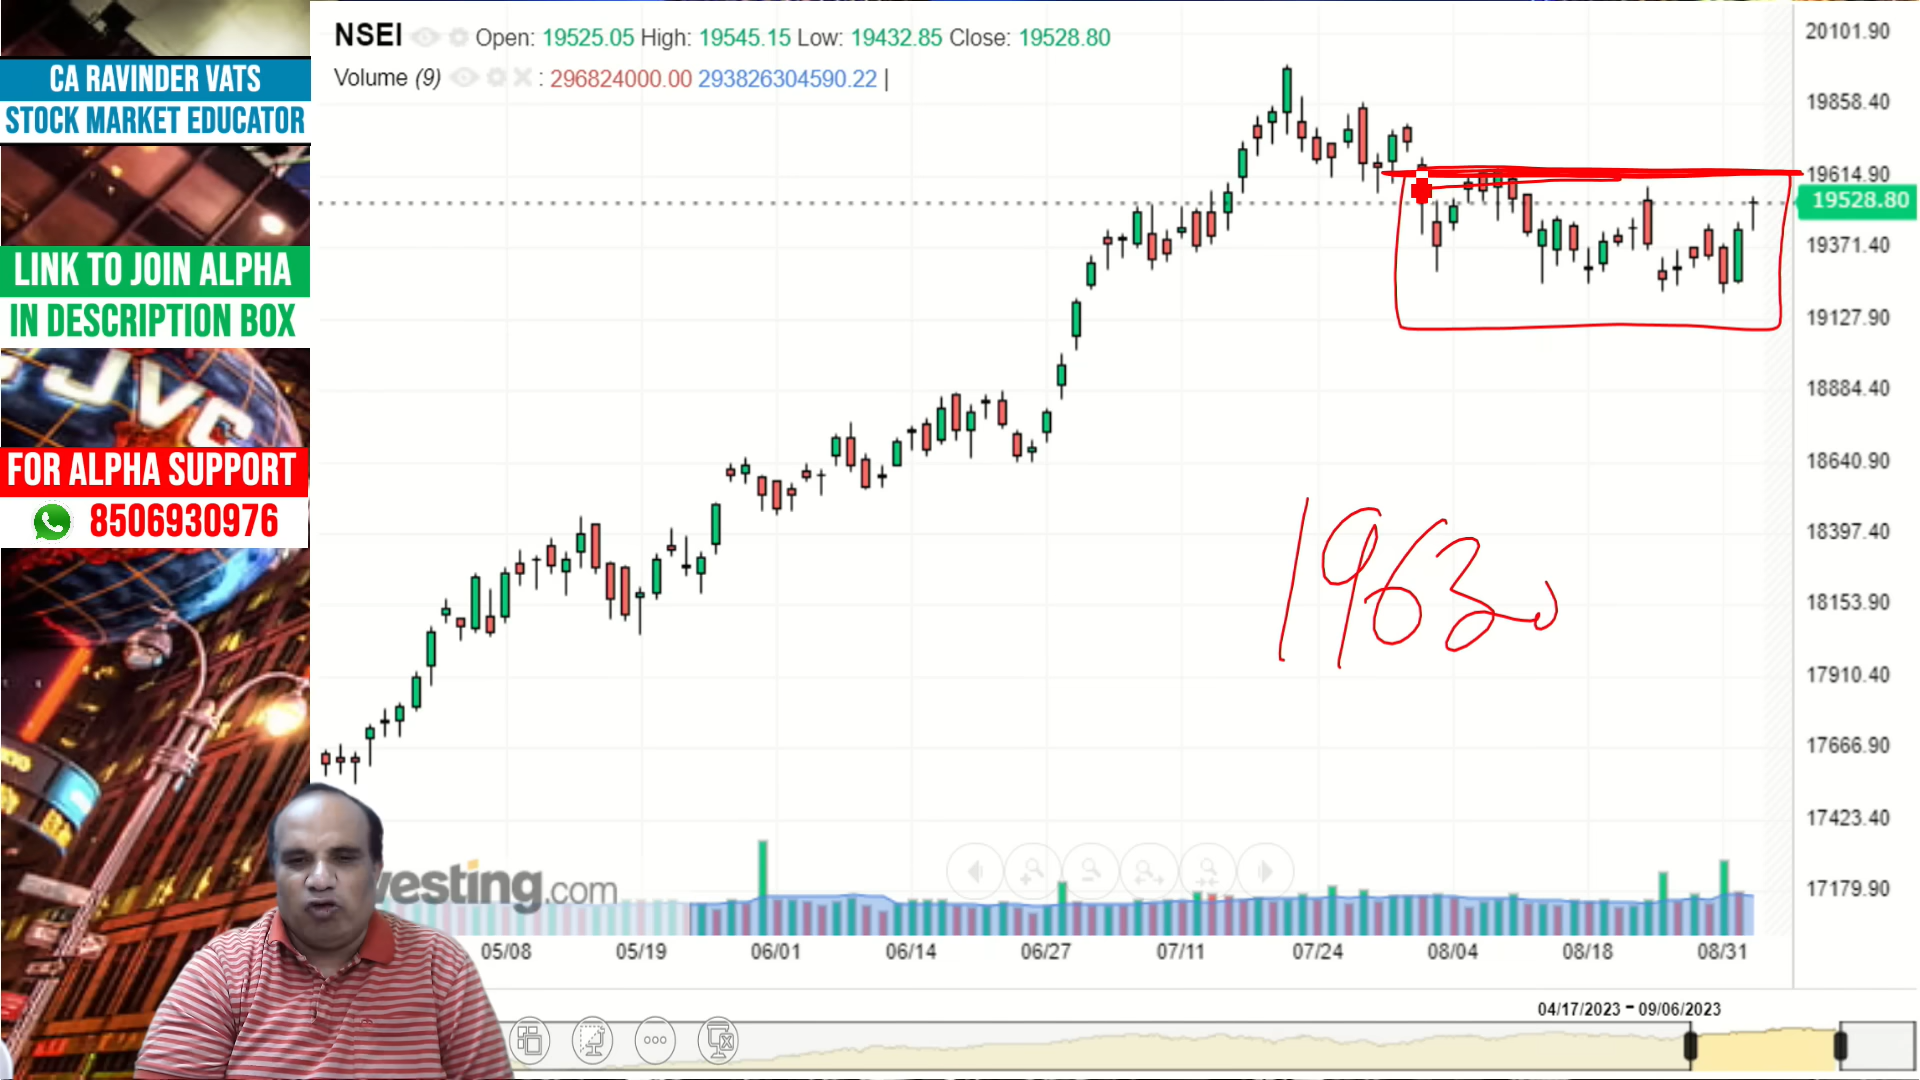 CA RAVINDER VATS
STOCK MARKET EDUCATOR
LINK TO JOIN ALPHA
IN DESCRIPTION BOX
JVC
FOR ALPHA SUPPORT
8506930976
NSEI Open: 19525.05 High: 19545.15 Low: 19432.85 Close: 19528.80
Volume (9) : 296824000.00 293826304590.22 |
20101.90
19858.40
19614.90
19528.80
19371.40
19127.90
18884.40
18640.90
18397.40
18153.90
17910.40
17666.90
17423.40
17179.90
19630
vesting.com
05/08 05/19 06/01 06/14 06/27 07/11 07/24 08/04 08/18 08/31
04/17/2023 - 09/06/2023